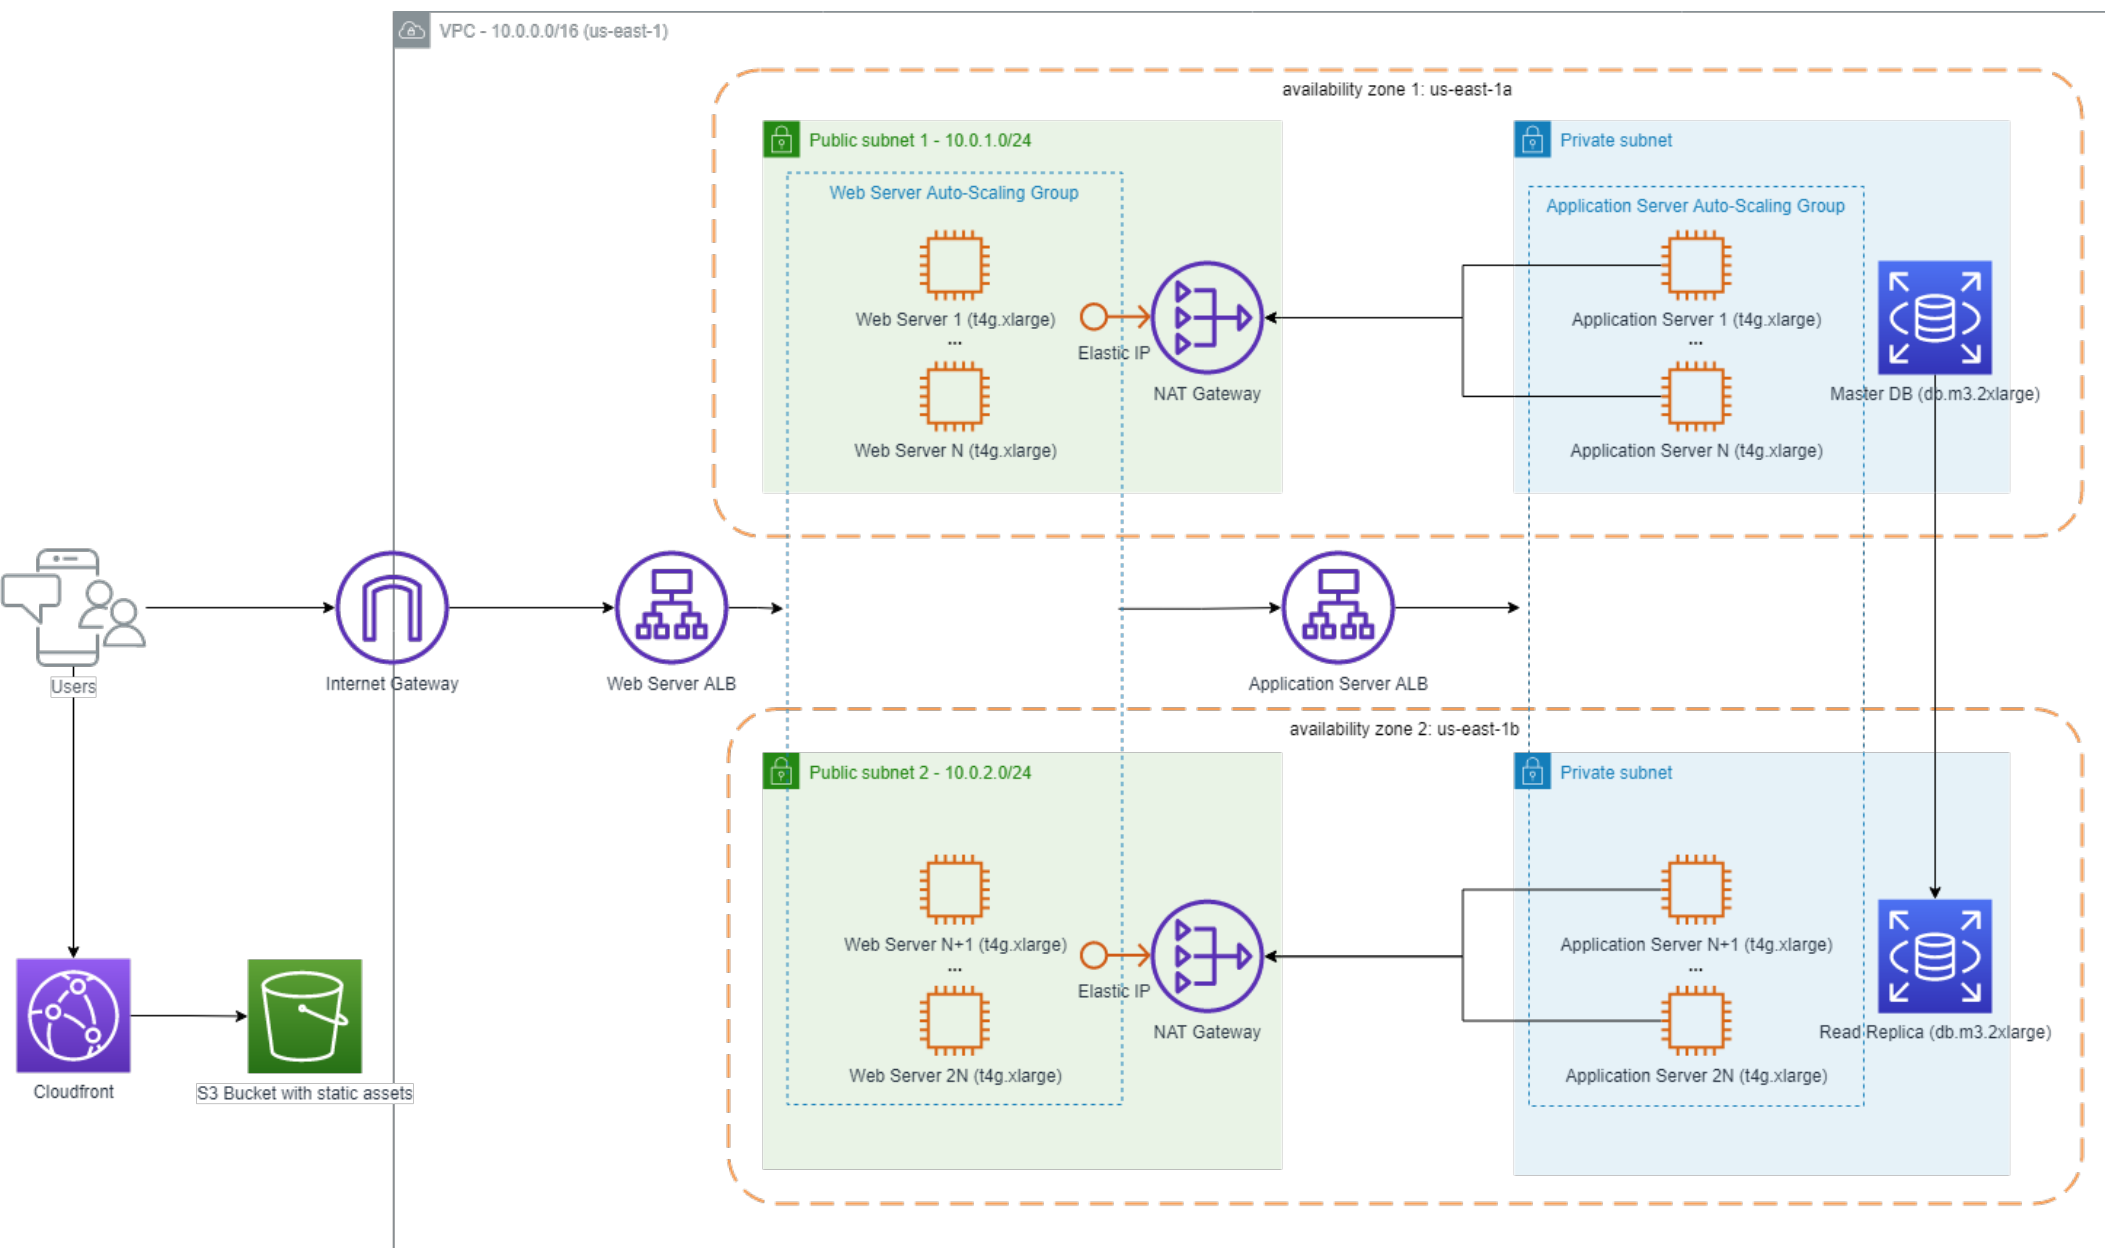 VPC - 10.0.0.0/16 (us-east-1)
availability zone 1: us-east-1a
Public subnet 1 - 10.0.1.0/24
Private subnet
Web Server Auto-Scaling Group
Application Server Auto-Scaling Group
Web Server 1 (t4g.xlarge)
...
Elastic IP
NAT Gateway
Web Server N (t4g.xlarge)
Application Server 1 (t4g.xlarge)
...
Application Server N (t4g.xlarge)
Master DB (db.m3.2xlarge)
Users
Internet Gateway
Web Server ALB
Application Server ALB
availability zone 2: us-east-1b
Public subnet 2 - 10.0.2.0/24
Private subnet
Web Server N+1 (t4g.xlarge)
...
Elastic IP
NAT Gateway
Web Server 2N (t4g.xlarge)
Application Server N+1 (t4g.xlarge)
...
Application Server 2N (t4g.xlarge)
Read Replica (db.m3.2xlarge)
Cloudfront
S3 Bucket with static assets